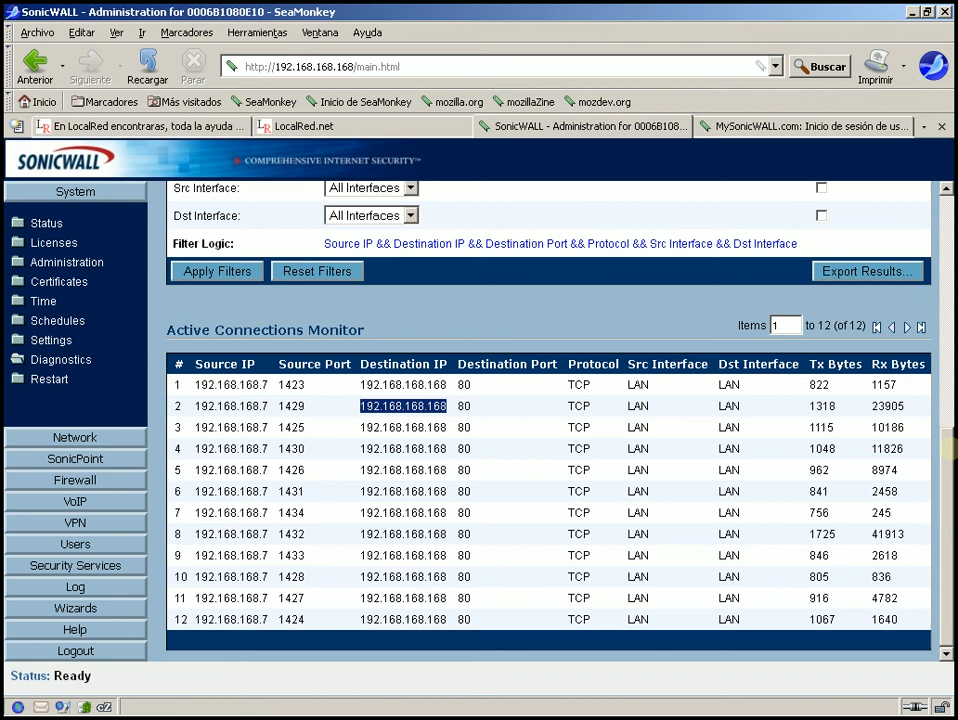 SonicWALL - Administration for 0006B1080E10 - SeaMonkey
Archivo Editar Ver Ir Marcadores Herramientas Ventana Ayuda
Anterior Siguiente Recargar Parar http://192.168.168.168/main.html Buscar Imprimir
Inicio Marcadores Más visitados SeaMonkey Inicio de SeaMonkey mozilla.org mozillaZine mozdev.org
En LocalRed encontraras, toda la ayuda ... LocalRed.net SonicWALL - Administration for 0006B108... MySonicWALL.com: Inicio de sesión de us...
SONICWALL COMPREHENSIVE INTERNET SECURITY™
System
Status
Licenses
Administration
Certificates
Time
Schedules
Settings
Diagnostics
Restart
Network
SonicPoint
Firewall
VoIP
VPN
Users
Security Services
Log
Wizards
Help
Logout
Src Interface: All Interfaces
Dst Interface: All Interfaces
Filter Logic: Source IP && Destination IP && Destination Port && Protocol && Src Interface && Dst Interface
Apply Filters Reset Filters Export Results...
Active Connections Monitor Items 1 to 12 (of 12)
# Source IP Source Port Destination IP Destination Port Protocol Src Interface Dst Interface Tx Bytes Rx Bytes
1 192.168.168.7 1423 192.168.168.168 80 TCP LAN LAN 822 1157
2 192.168.168.7 1429 192.168.168.168 80 TCP LAN LAN 1318 23905
3 192.168.168.7 1425 192.168.168.168 80 TCP LAN LAN 1115 10186
4 192.168.168.7 1430 192.168.168.168 80 TCP LAN LAN 1048 11826
5 192.168.168.7 1426 192.168.168.168 80 TCP LAN LAN 962 8974
6 192.168.168.7 1431 192.168.168.168 80 TCP LAN LAN 841 2458
7 192.168.168.7 1434 192.168.168.168 80 TCP LAN LAN 756 245
8 192.168.168.7 1432 192.168.168.168 80 TCP LAN LAN 1725 41913
9 192.168.168.7 1433 192.168.168.168 80 TCP LAN LAN 846 2618
10 192.168.168.7 1428 192.168.168.168 80 TCP LAN LAN 805 836
11 192.168.168.7 1427 192.168.168.168 80 TCP LAN LAN 916 4782
12 192.168.168.7 1424 192.168.168.168 80 TCP LAN LAN 1067 1640
Status: Ready